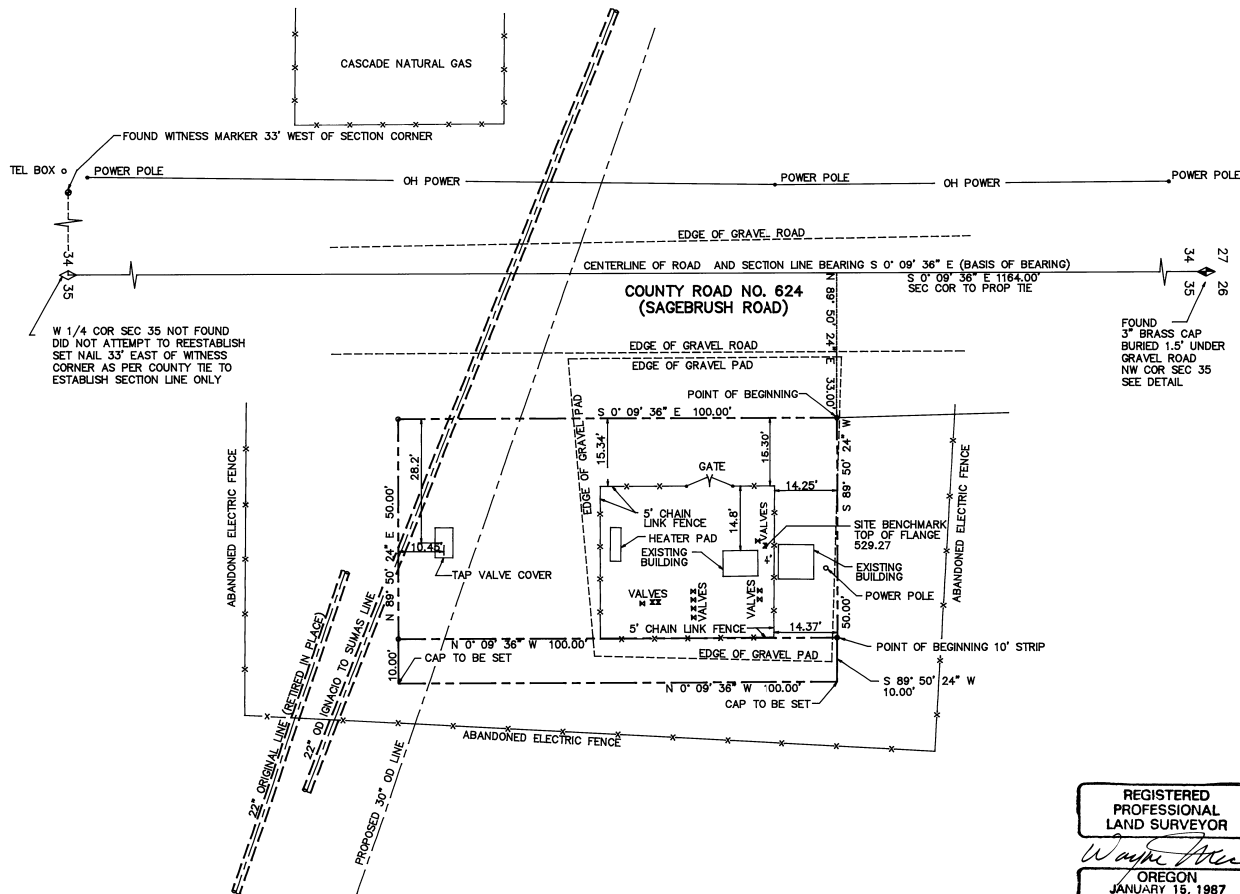 CASCADE NATURAL GAS
FOUND WITNESS MARKER 33' WEST OF SECTION CORNER
TEL BOX
POWER POLE
OH POWER
POWER POLE
OH POWER
POWER POLE
EDGE OF GRAVEL ROAD
34
35
CENTERLINE OF ROAD AND SECTION LINE BEARING S 0° 09' 36" E (BASIS OF BEARING)
S 0° 09' 36" E 1164.00'
SEC COR TO PROP TIE
34
27
35
26
COUNTY ROAD NO. 624
(SAGEBRUSH ROAD)
N 89° 50' 24" E 33.00'
W 1/4 COR SEC 35 NOT FOUND
DID NOT ATTEMPT TO REESTABLISH
SET NAIL 33' EAST OF WITNESS
CORNER AS PER COUNTY TIE TO
ESTABLISH SECTION LINE ONLY
FOUND
3" BRASS CAP
BURIED 1.5' UNDER
GRAVEL ROAD
NW COR SEC 35
SEE DETAIL
EDGE OF GRAVEL ROAD
EDGE OF GRAVEL PAD
POINT OF BEGINNING
S 0° 09' 36" E 100.00'
ABANDONED ELECTRIC FENCE
N 89° 50' 24" E 50.00'
28.2'
10.45'
TAP VALVE COVER
EDGE OF GRAVEL PAD
15.34'
15.30'
GATE
14.25'
S 89° 50' 24" W
50.00'
5' CHAIN
LINK FENCE
HEATER PAD
EXISTING
BUILDING
14.8'
VALVES
4'
SITE BENCHMARK
TOP OF FLANGE
529.27
EXISTING
BUILDING
POWER POLE
ABANDONED ELECTRIC FENCE
VALVES
VALVES
VALVES
5' CHAIN LINK FENCE
14.37'
N 0° 09' 36" W 100.00'
EDGE OF GRAVEL PAD
POINT OF BEGINNING 10' STRIP
10.00'
CAP TO BE SET
N 0° 09' 36" W 100.00'
CAP TO BE SET
S 89° 50' 24" W
10.00'
22" ORIGINAL LINE (RETIRED IN PLACE)
22" OD IGNACIO TO SUMAS LINE
PROPOSED 30" OD LINE
ABANDONED ELECTRIC FENCE
REGISTERED
PROFESSIONAL
LAND SURVEYOR
Wayne
OREGON
JANUARY 15, 1987